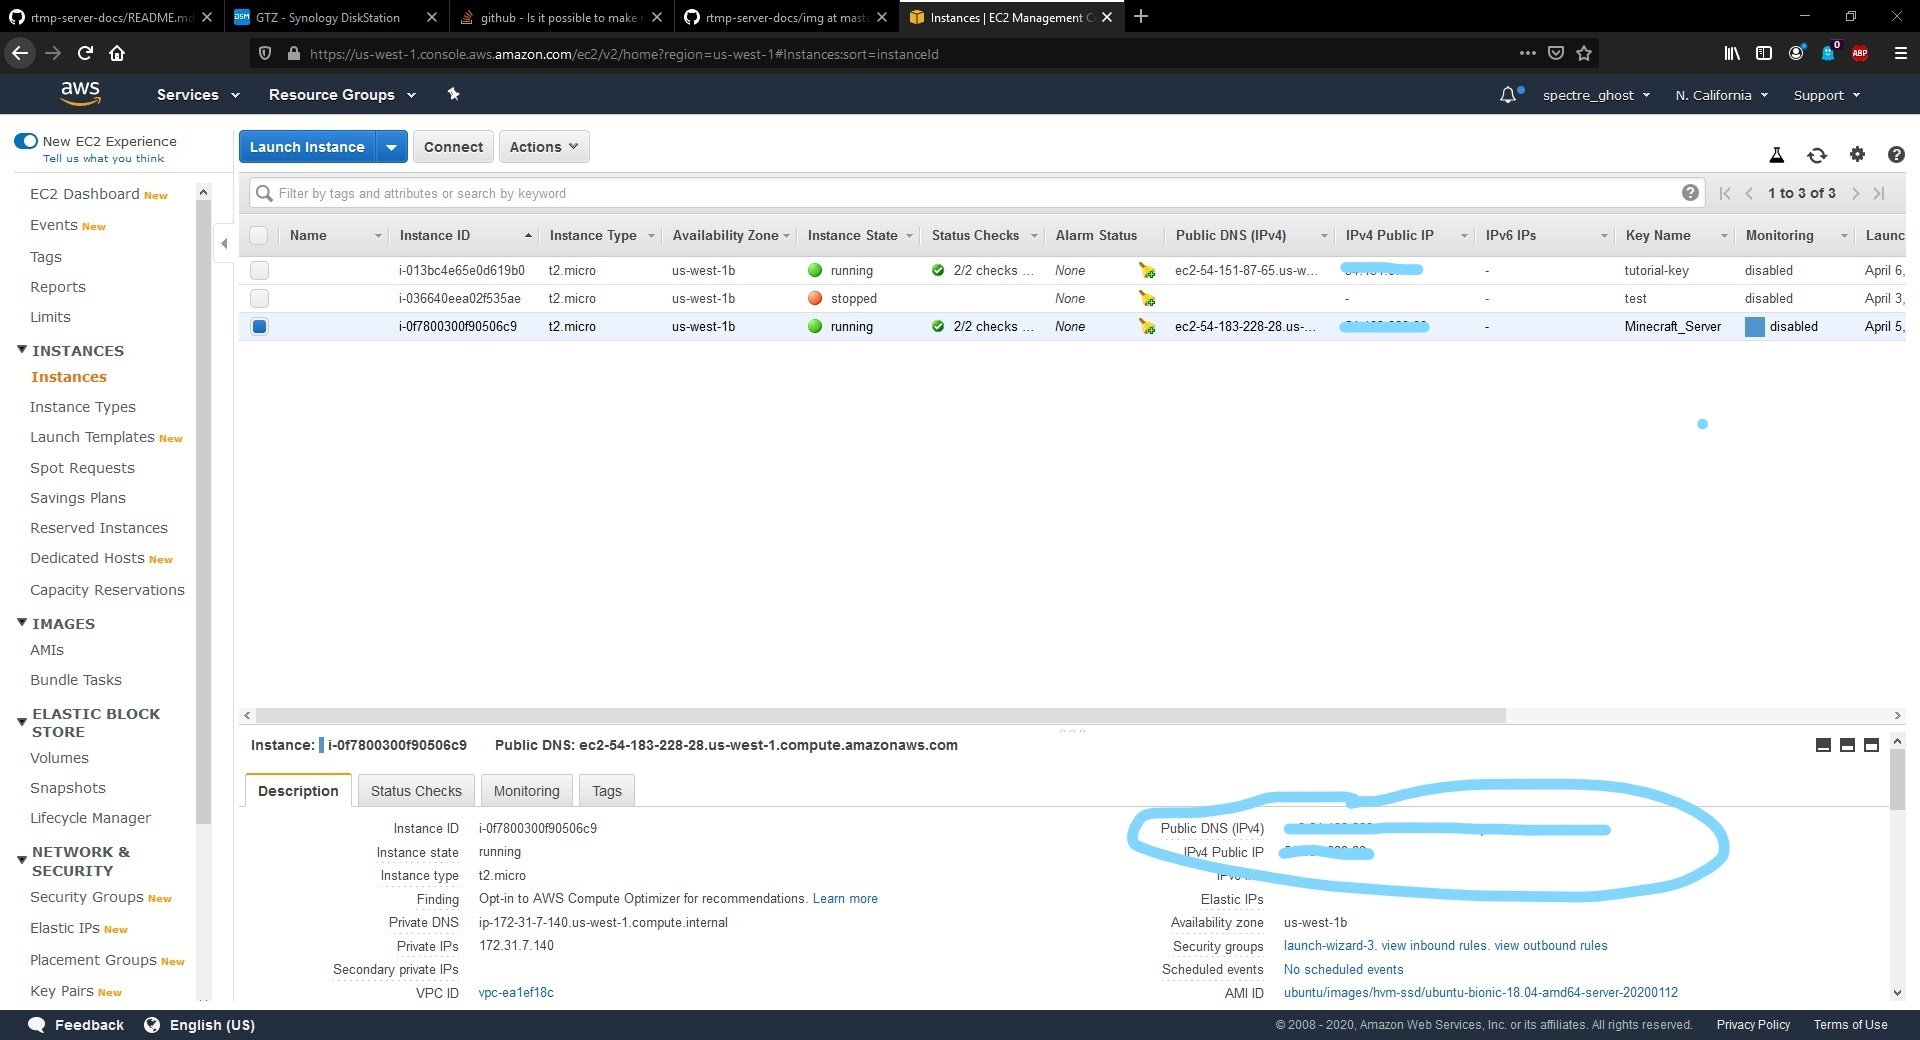 rtmp-server-docs/README.md
GTZ - Synology DiskStation
github - Is it possible to make
rtmp-server-docs/img at mast
Instances | EC2 Management C
https://us-west-1.console.aws.amazon.com/ec2/v2/home?region=us-west-1#Instances:sort=instanceId
0
ABP
aws
Services
Resource Groups
spectre_ghost
N. California
Support
New EC2 Experience
Tell us what you think
EC2 Dashboard New
Events New
Tags
Reports
Limits
INSTANCES
Instances
Instance Types
Launch Templates New
Spot Requests
Savings Plans
Reserved Instances
Dedicated Hosts New
Capacity Reservations
IMAGES
AMIs
Bundle Tasks
ELASTIC BLOCK
STORE
Volumes
Snapshots
Lifecycle Manager
NETWORK &
SECURITY
Security Groups New
Elastic IPs New
Placement Groups New
Key Pairs New
Launch Instance
Connect
Actions
Filter by tags and attributes or search by keyword
1 to 3 of 3
Name Instance ID Instance Type Availability Zone Instance State Status Checks Alarm Status Public DNS (IPv4) IPv4 Public IP IPv6 IPs Key Name Monitoring Launc
i-013bc4e65e0d619b0 t2.micro us-west-1b running 2/2 checks ... None ec2-54-151-87-65.us-w... - tutorial-key disabled April 6,
i-036640eea02f535ae t2.micro us-west-1b stopped None - - test disabled April 3,
i-0f7800300f90506c9 t2.micro us-west-1b running 2/2 checks ... None ec2-54-183-228-28.us-... - Minecraft_Server disabled April 5,
Instance: i-0f7800300f90506c9 Public DNS: ec2-54-183-228-28.us-west-1.compute.amazonaws.com
Description
Status Checks
Monitoring
Tags
Instance ID i-0f7800300f90506c9
Instance state running
Instance type t2.micro
Finding Opt-in to AWS Compute Optimizer for recommendations. Learn more
Private DNS ip-172-31-7-140.us-west-1.compute.internal
Private IPs 172.31.7.140
Secondary private IPs
VPC ID vpc-ea1ef18c
Public DNS (IPv4)
IPv4 Public IP
Elastic IPs
Availability zone us-west-1b
Security groups launch-wizard-3. view inbound rules. view outbound rules
Scheduled events No scheduled events
AMI ID ubuntu/images/hvm-ssd/ubuntu-bionic-18.04-amd64-server-20200112
Feedback
English (US)
© 2008 - 2020, Amazon Web Services, Inc. or its affiliates. All rights reserved.
Privacy Policy
Terms of Use